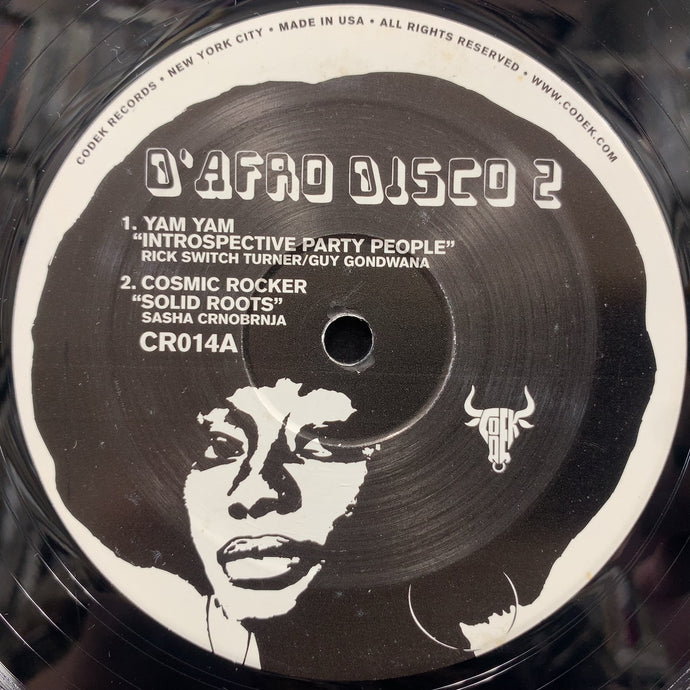 CODEK RECORDS • NEW YORK CITY • MADE IN USA • ALL RIGHTS RESERVED • WWW.CODEK.COM
D'AFRO DISCO 2
1. YAM YAM
"INTROSPECTIVE PARTY PEOPLE"
RICK SWITCH TURNER/GUY GONDWANA
2. COSMIC ROCKER
"SOLID ROOTS"
SASHA CRNOBRNJA
CR014A
CODEK